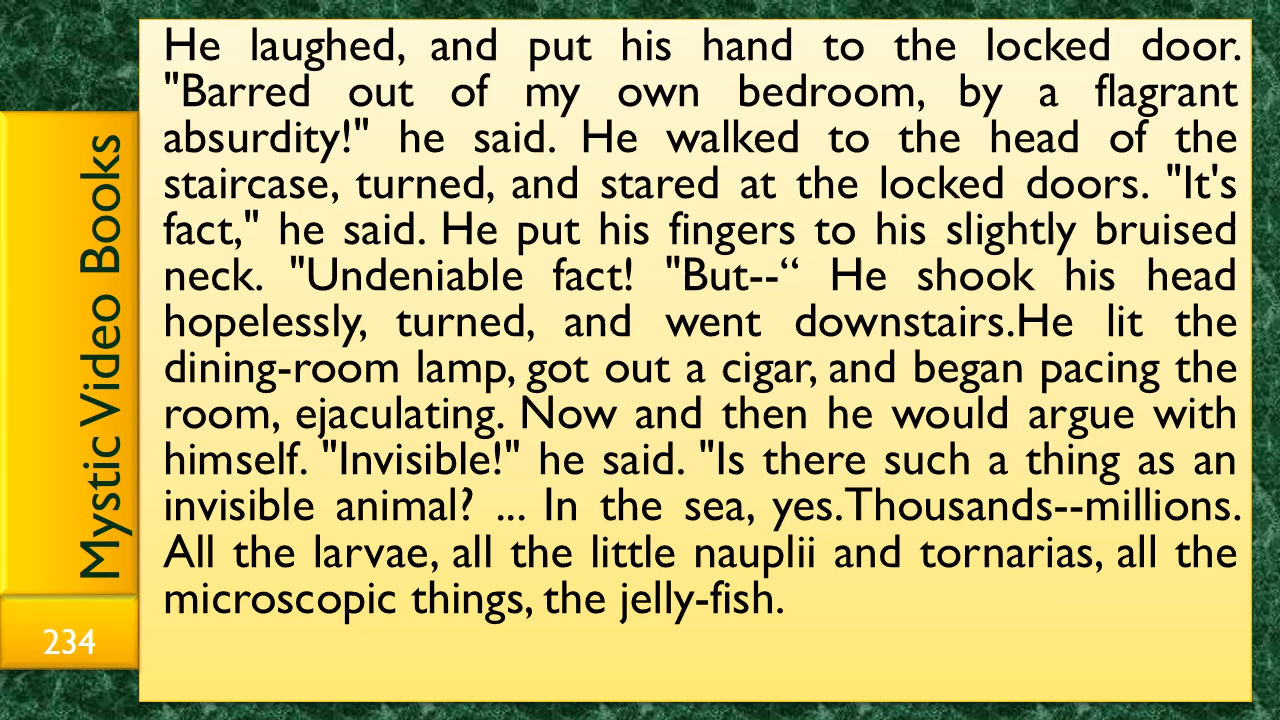 He laughed, and put his hand to the locked door.
"Barred out of my own bedroom, by a flagrant
absurdity!" he said. He walked to the head of the
staircase, turned, and stared at the locked doors. "It's
fact," he said. He put his fingers to his slightly bruised
neck. "Undeniable fact! "But--“ He shook his head
hopelessly, turned, and went downstairs.He lit the
dining-room lamp, got out a cigar, and began pacing the
room, ejaculating. Now and then he would argue with
himself. "Invisible!" he said. "Is there such a thing as an
invisible animal? ... In the sea, yes.Thousands--millions.
All the larvae, all the little nauplii and tornarias, all the
microscopic things, the jelly-fish.
Mystic Video Books
234